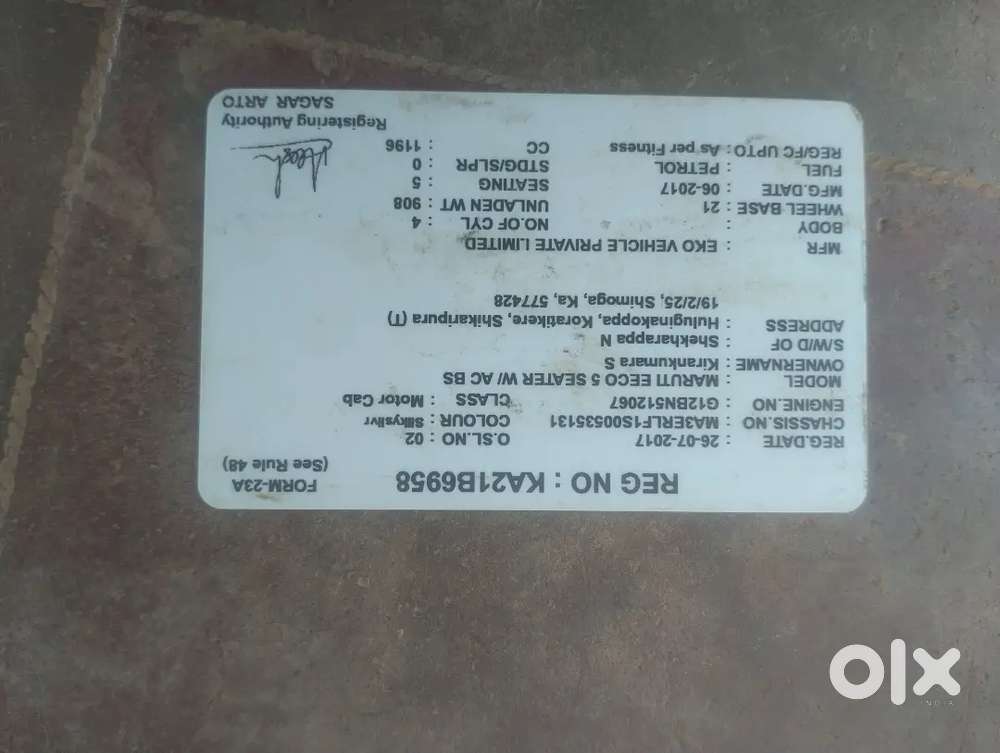 REG NO : KA21B6958
FORM-23A
(See Rule 48)
REG.DATE : 26-07-2017 O.SL.NO : 02
CHASSIS.NO : MA3ERLF1S00535131 COLOUR : Silkyslvr
ENGINE.NO : G12BN512067 CLASS : Motor Cab
MODEL : MARUTI EECO 5 SEATER W/ AC BS
OWNERNAME : Kirankumara S
S/W/D OF : Shekharappa N
ADDRESS : Huluginakoppa, Koratikere, Shikaripura (T)
19/2/25, Shimoga, Ka, 577428
MFR : EKO VEHICLE PRIVATE LIMITED
BODY : NO.OF CYL : 4
WHEEL BASE : 21 UNLADEN WT : 908
MFG.DATE : 06-2017 SEATING : 5
FUEL : PETROL STDG/SLPR : 0
REG/FC UPTO : As per Fitness CC : 1196
Registering Authority
SAGAR ARTO
olx
INDIA